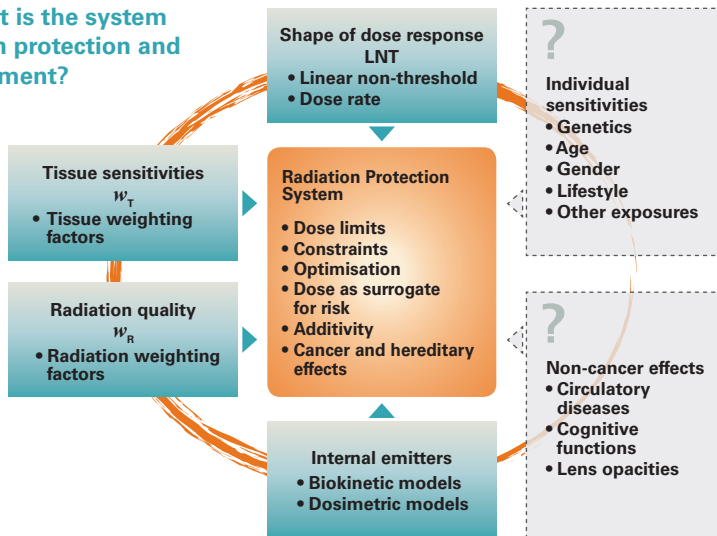 t is the system
n protection and
ment?
Shape of dose response
LNT
• Linear non-threshold
• Dose rate
?
Individual
sensitivities
• Genetics
• Age
• Gender
• Lifestyle
• Other exposures
Tissue sensitivities
wT
• Tissue weighting
factors
Radiation Protection
System
• Dose limits
• Constraints
• Optimisation
• Dose as surrogate
for risk
• Additivity
• Cancer and hereditary
effects
Radiation quality
wR
• Radiation weighting
factors
?
Non-cancer effects
• Circulatory
diseases
• Cognitive
functions
• Lens opacities
Internal emitters
• Biokinetic models
• Dosimetric models